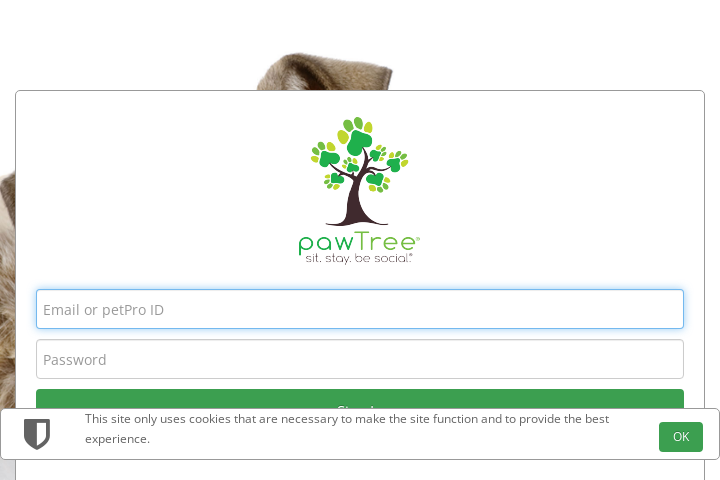 pawTree®
sit. stay. be social.
Email or petPro ID
Password
This site only uses cookies that are necessary to make the site function and to provide the best
experience.
OK